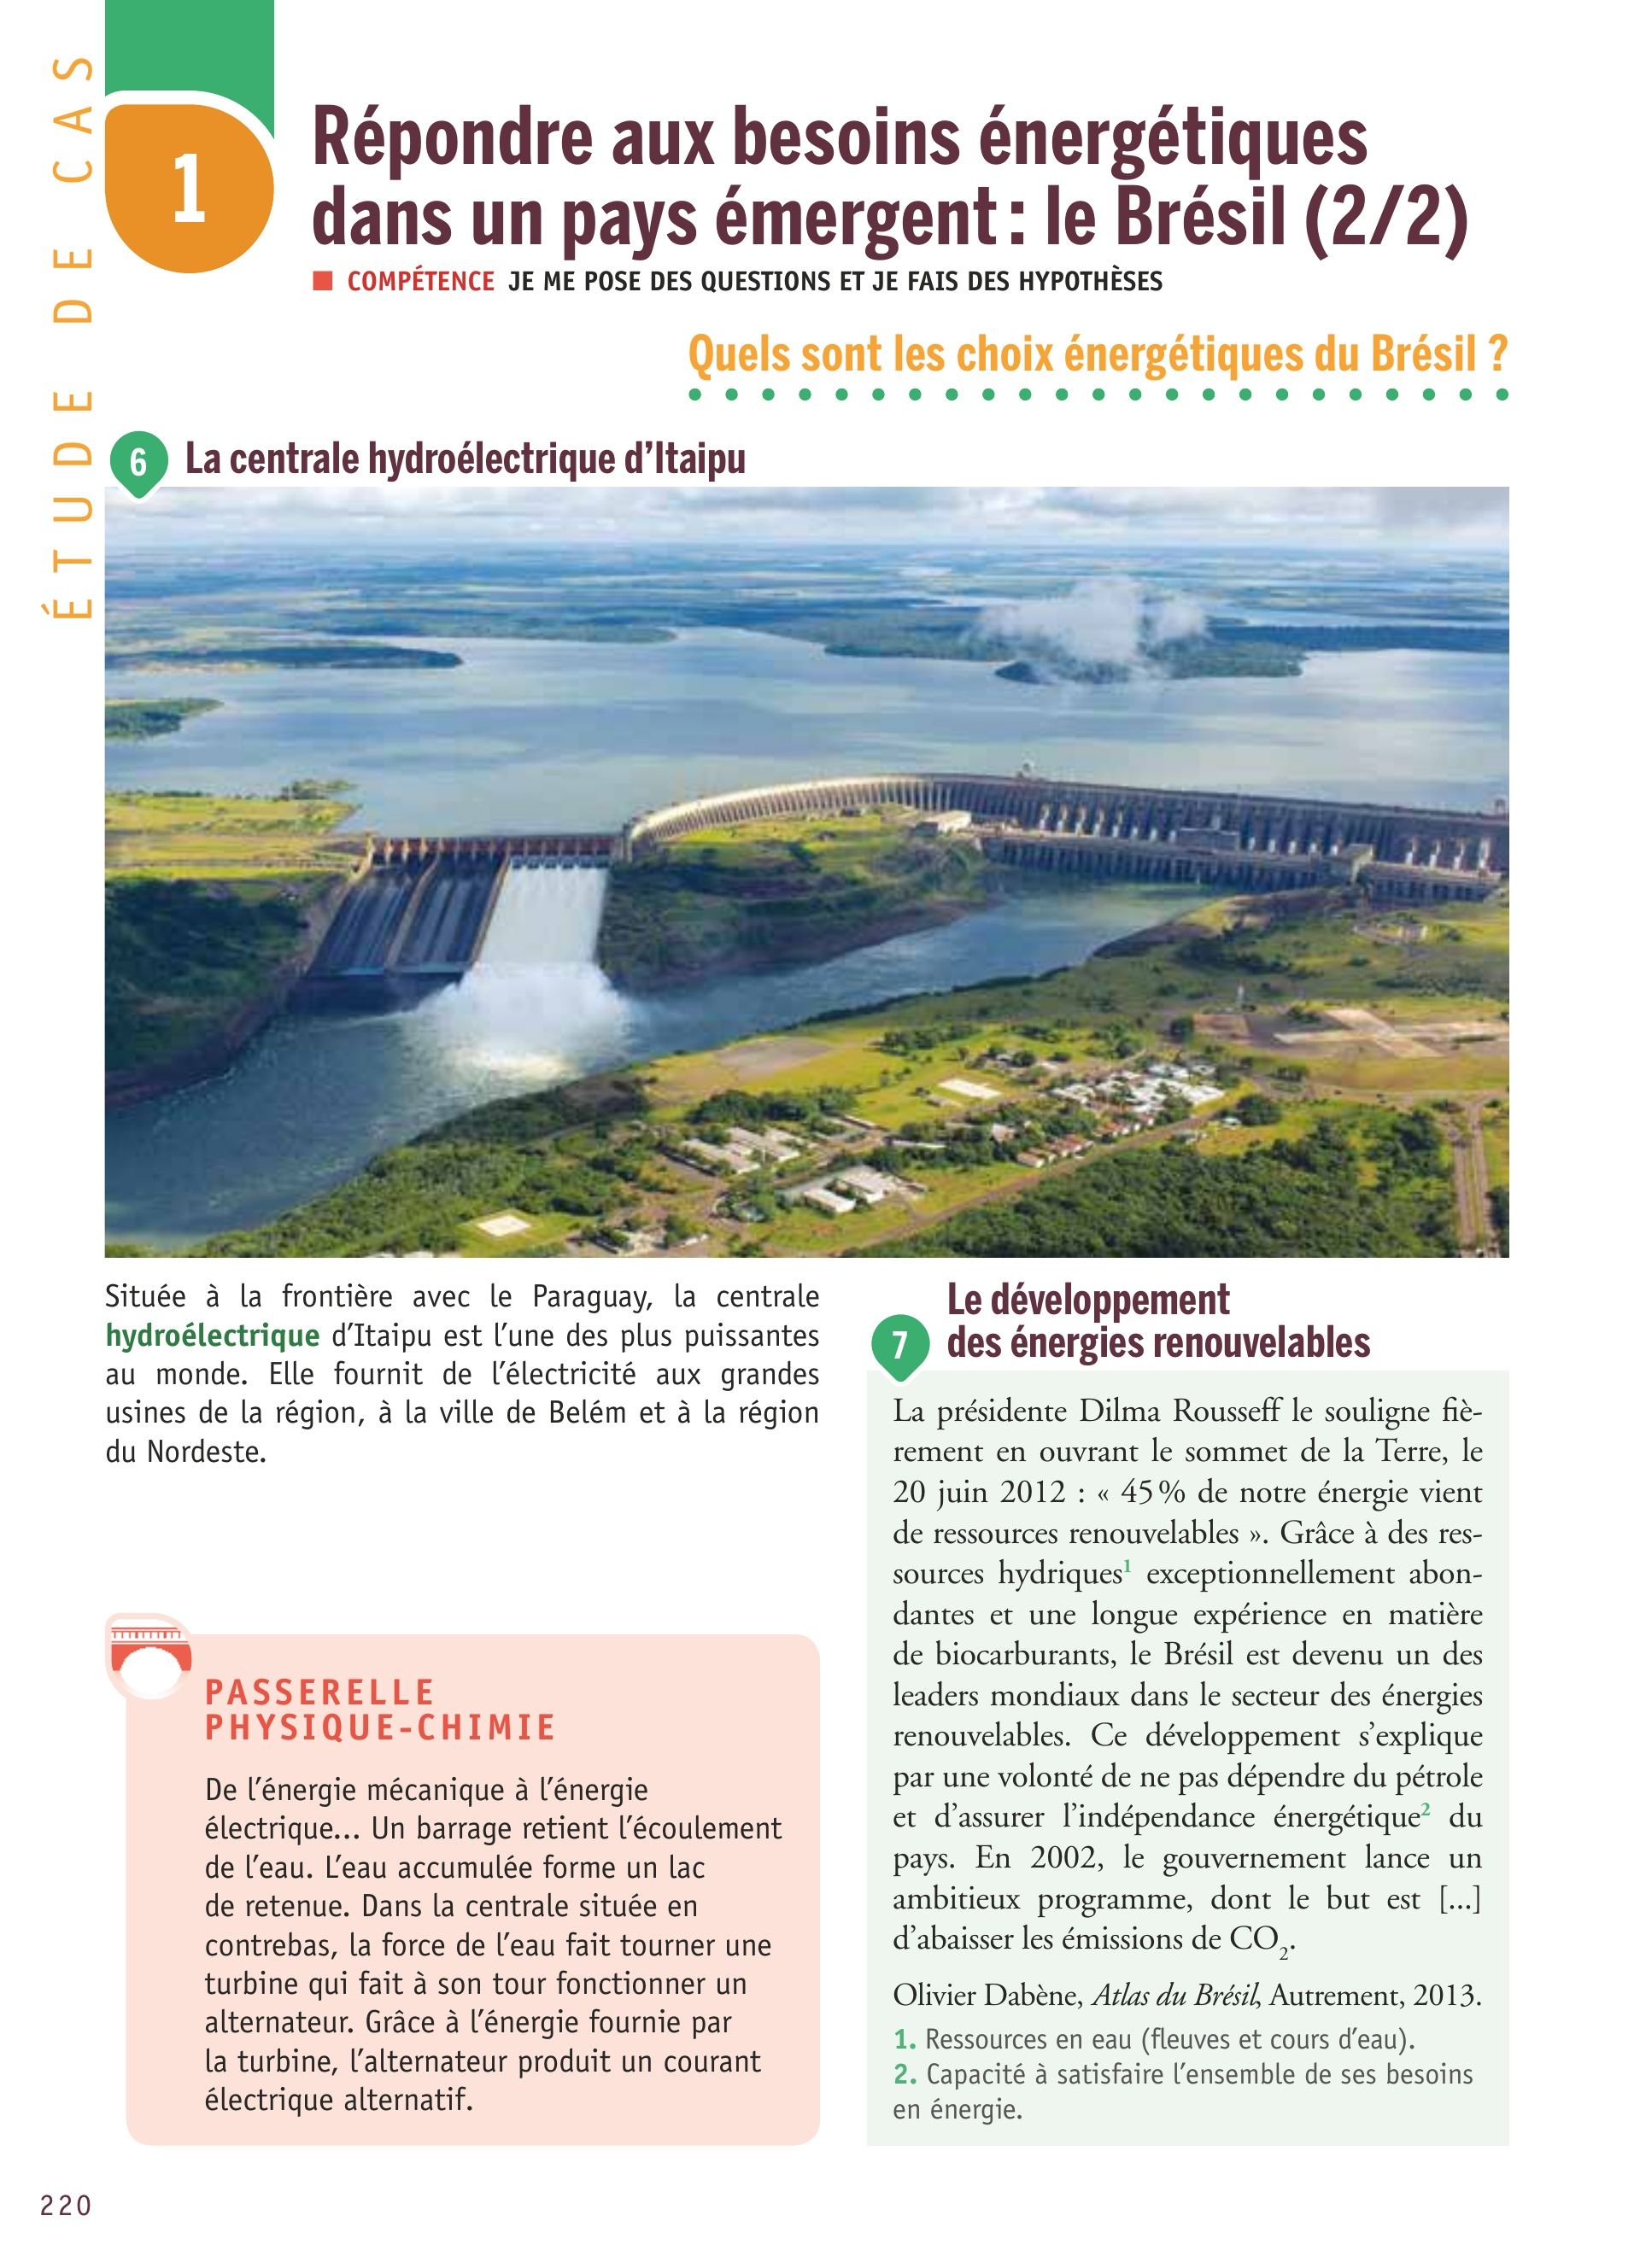 ÉTUDE DE CAS
1
Répondre aux besoins énergétiques
dans un pays émergent : le Brésil (2/2)
■ COMPÉTENCE JE ME POSE DES QUESTIONS ET JE FAIS DES HYPOTHÈSES
Quels sont les choix énergétiques du Brésil ?
6 La centrale hydroélectrique d'Itaipu
Située à la frontière avec le Paraguay, la centrale
hydroélectrique d'Itaipu est l'une des plus puissantes
au monde. Elle fournit de l'électricité aux grandes
usines de la région, à la ville de Belém et à la région
du Nordeste.
PASSERELLE
PHYSIQUE-CHIMIE
De l'énergie mécanique à l'énergie
électrique... Un barrage retient l'écoulement
de l'eau. L'eau accumulée forme un lac
de retenue. Dans la centrale située en
contrebas, la force de l'eau fait tourner une
turbine qui fait à son tour fonctionner un
alternateur. Grâce à l'énergie fournie par
la turbine, l'alternateur produit un courant
électrique alternatif.
7 Le développement
des énergies renouvelables
La présidente Dilma Rousseff le souligne fiè-
rement en ouvrant le sommet de la Terre, le
20 juin 2012 : « 45 % de notre énergie vient
de ressources renouvelables ». Grâce à des res-
sources hydriques¹ exceptionnellement abon-
dantes et une longue expérience en matière
de biocarburants, le Brésil est devenu un des
leaders mondiaux dans le secteur des énergies
renouvelables. Ce développement s'explique
par une volonté de ne pas dépendre du pétrole
et d'assurer l'indépendance énergétique² du
pays. En 2002, le gouvernement lance un
ambitieux programme, dont le but est [...]
d'abaisser les émissions de CO₂.
Olivier Dabène, Atlas du Brésil, Autrement, 2013.
1. Ressources en eau (fleuves et cours d'eau).
2. Capacité à satisfaire l'ensemble de ses besoins
en énergie.
220